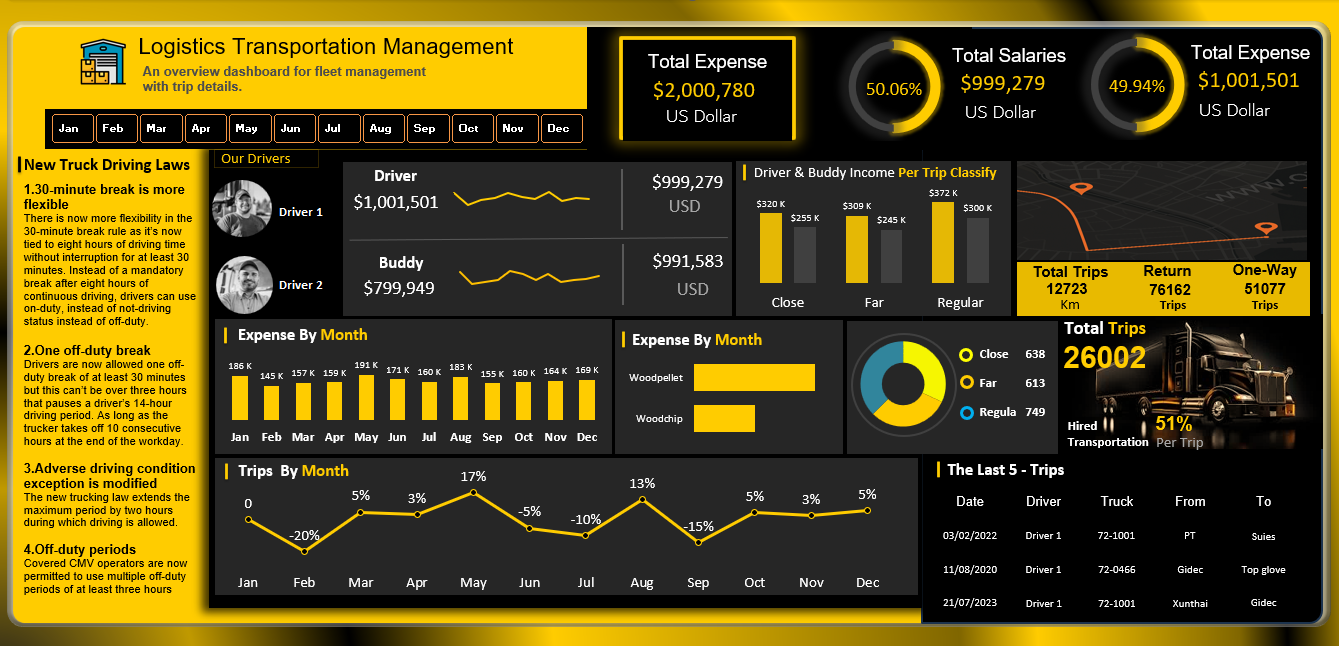 Logistics Transportation Management
An overview dashboard for fleet management
with trip details.
Jan Feb Mar Apr May Jun Jul Aug Sep Oct Nov Dec
Total Expense
$2,000,780
US Dollar
50.06%
Total Salaries
$999,279
US Dollar
49.94%
Total Expense
$1,001,501
US Dollar
New Truck Driving Laws
1.30-minute break is more
flexible
There is now more flexibility in the
30-minute break rule as it's now
tied to eight hours of driving time
without interruption for at least 30
minutes. Instead of a mandatory
break after eight hours of
continuous driving, drivers can use
on-duty, instead of not-driving
status instead of off-duty.
2.One off-duty break
Drivers are now allowed one off-
duty break of at least 30 minutes
but this can't be over three hours
that pauses a driver's 14-hour
driving period. As long as the
trucker takes off 10 consecutive
hours at the end of the workday.
3.Adverse driving condition
exception is modified
The new trucking law extends the
maximum period by two hours
during which driving is allowed.
4.Off-duty periods
Covered CMV operators are now
permitted to use multiple off-duty
periods of at least three hours
Our Drivers
Driver 1
Driver 2
Driver
$1,001,501
$999,279
USD
Buddy
$799,949
$991,583
USD
Driver & Buddy Income Per Trip Classify
$320 K $255 K $309 K $245 K $372 K $300 K
Close Far Regular
www.
Total Trips
12723
Km
Return
76162
Trips
One-Way
51077
Trips
Expense By Month
186 K 145 K 157 K 159 K 191 K 171 K 160 K 183 K 155 K 160 K 164 K 169 K
Jan Feb Mar Apr May Jun Jul Aug Sep Oct Nov Dec
Expense By Month
Woodpellet
Woodchip
Close 638
Far 613
Regula 749
Total Trips
26002
Hired
Transportation
51%
Per Trip
Trips By Month
0 -20% 5% 3% 17% -5% -10% 13% -15% 5% 3% 5%
Jan Feb Mar Apr May Jun Jul Aug Sep Oct Nov Dec
The Last 5 - Trips
Date Driver Truck From To
03/02/2022 Driver 1 72-1001 PT Suies
11/08/2020 Driver 1 72-0466 Gidec Top glove
21/07/2023 Driver 1 72-1001 Xunthai Gidec